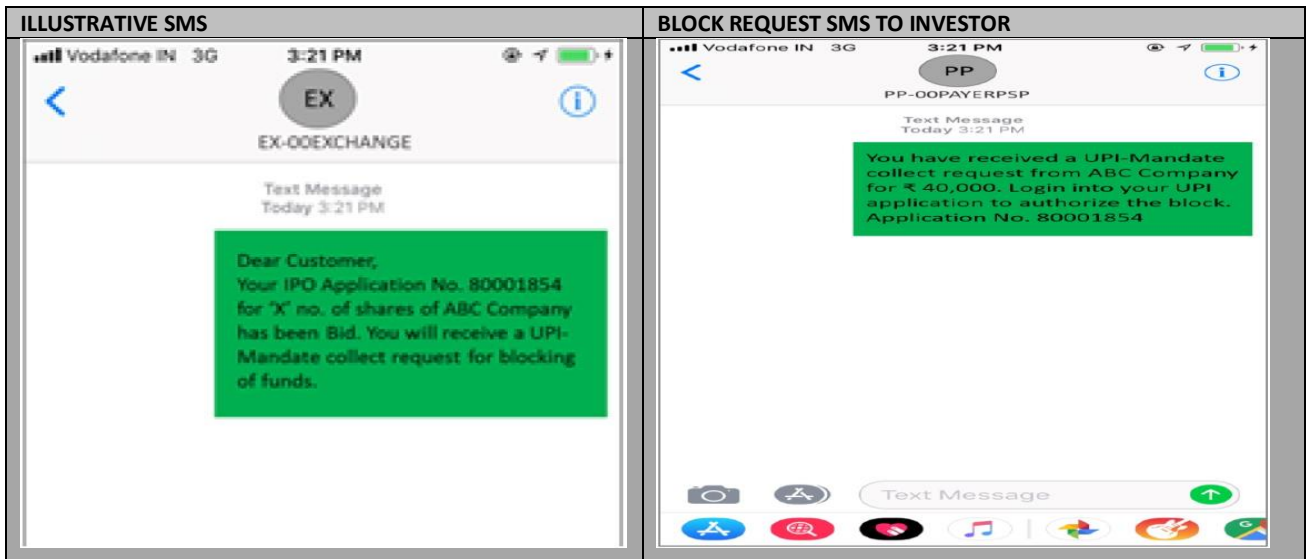 ILLUSTRATIVE SMS
Vodafone IN 3G 3:21 PM
EX
EX-00EXCHANGE
Text Message
Today 3:21 PM
Dear Customer,
Your IPO Application No. 80001854
for 'X' no. of shares of ABC Company
has been Bid. You will receive a UPI-
Mandate collect request for blocking
of funds.
BLOCK REQUEST SMS TO INVESTOR
Vodafone IN 3G 3:21 PM
PP
PP-00PAYERPSP
Text Message
Today 3:21 PM
You have received a UPI-Mandate
collect request from ABC Company
for ₹ 40,000. Login into your UPI
application to authorize the block.
Application No. 80001854
Text Message